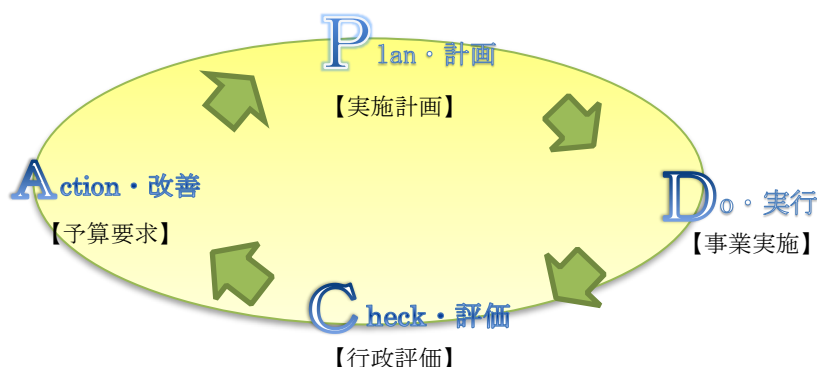 Plan・計画
【実施計画】
Action・改善
【予算要求】
Do・実行
【事業実施】
Check・評価
【行政評価】